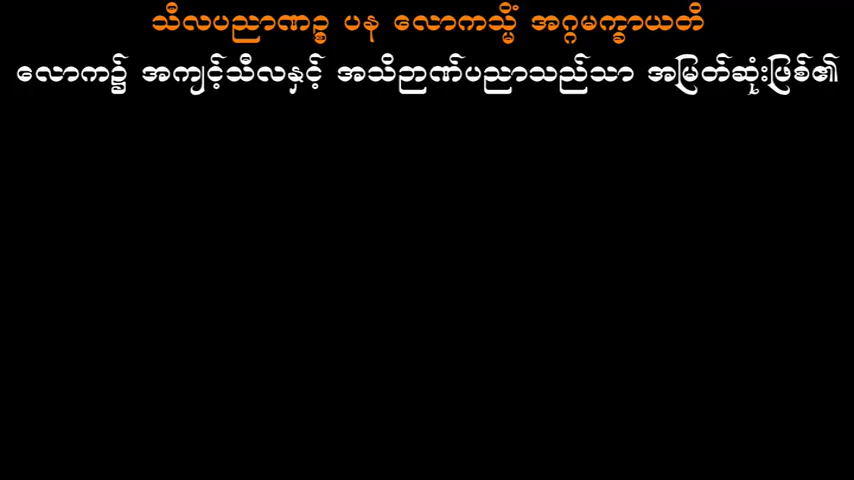 သီလပညာဏဉ္စ ပန လောကသ္မိံ အဂ္ဂမက္ခာယတိ
လောက၌ အကျင့်သီလနှင့် အသိဉာဏ်ပညာသည်သာ အမြတ်ဆုံးဖြစ်၏